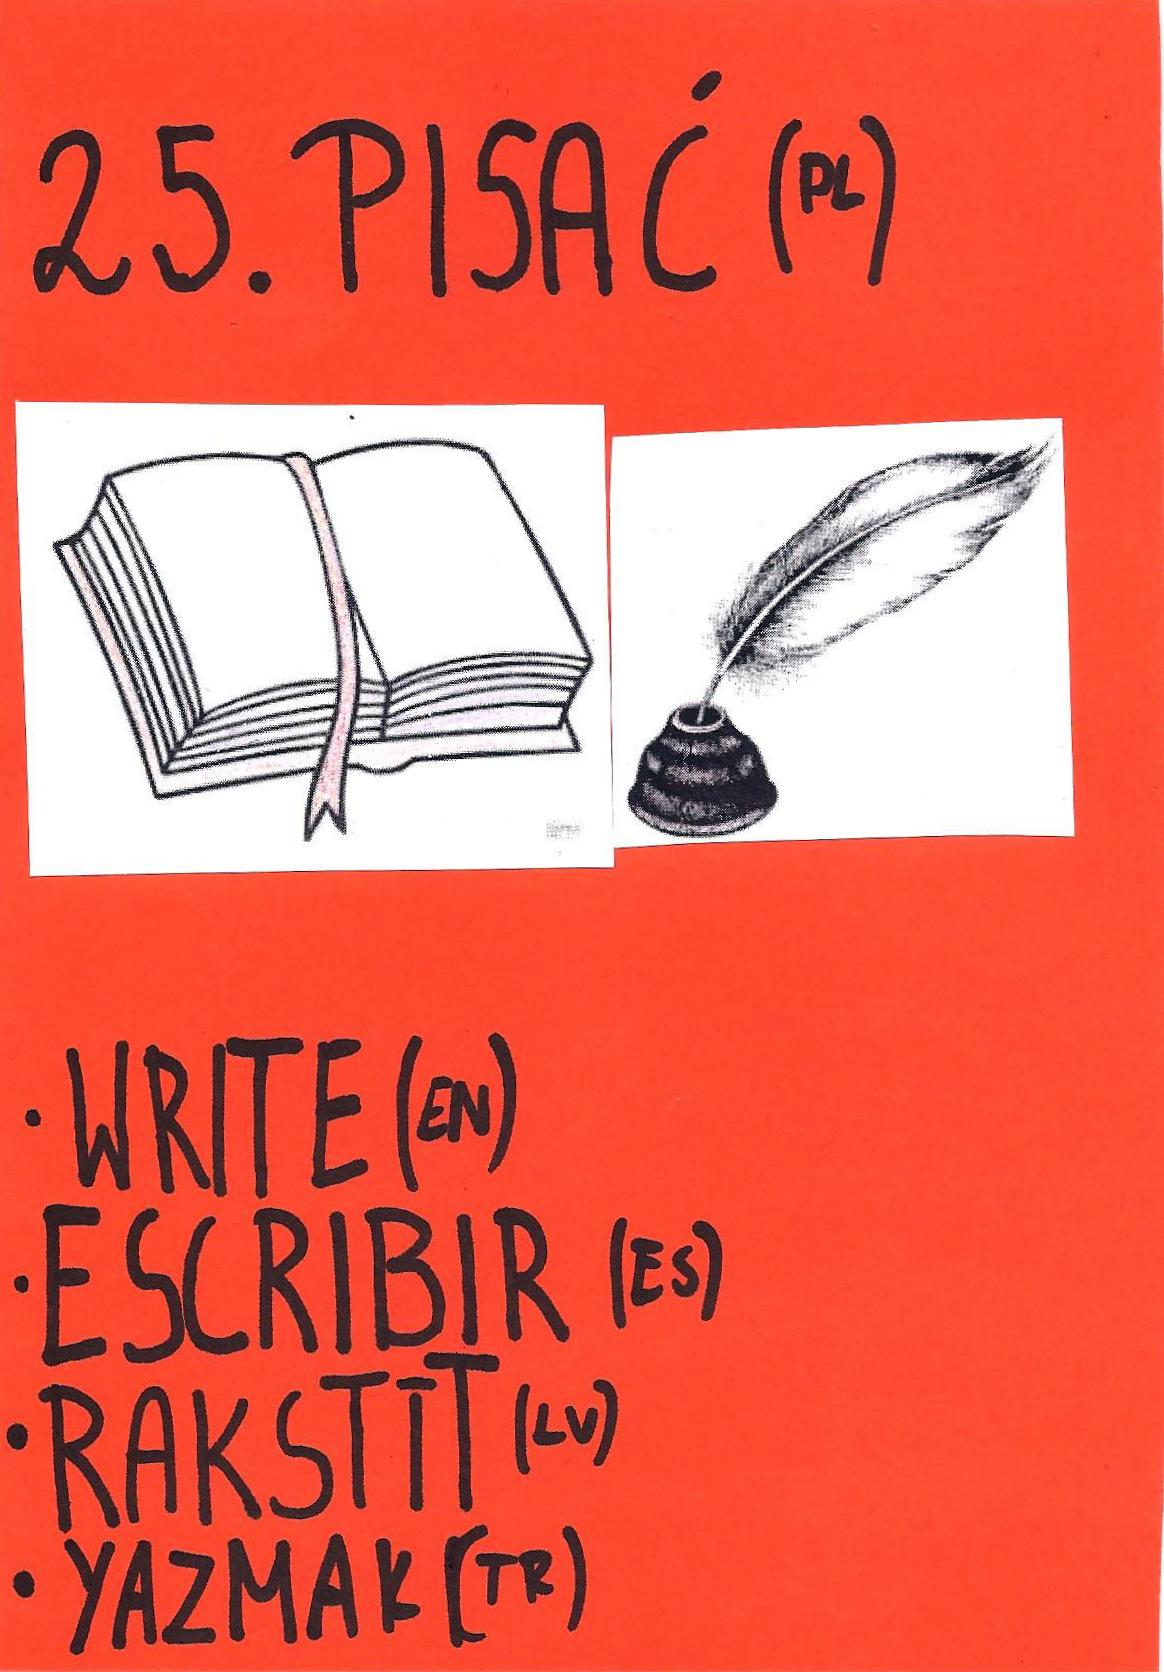 25. PISAĆ (PL)
• WRITE (EN)
• ESCRIBIR (ES)
• RAKSTĪT (LV)
• YAZMAK (TR)